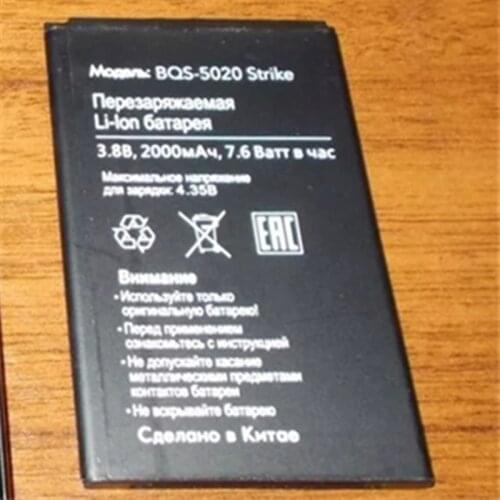 Модель: BQS-5020 Strike
Перезаряжаемая
Li-Ion батарея
3.8В, 2000мАч, 7.6 Ватт в час
Максимальное напряжение
для зарядки: 4.35В
EAC
Внимание
•Используйте только
оригинальную батарею!
•Перед применением
ознакомьтесь с инструкцией
•Не допускайте касание
металлическими предметами
контактов батареи
•Не вскрывайте батарею
Сделано в Китае